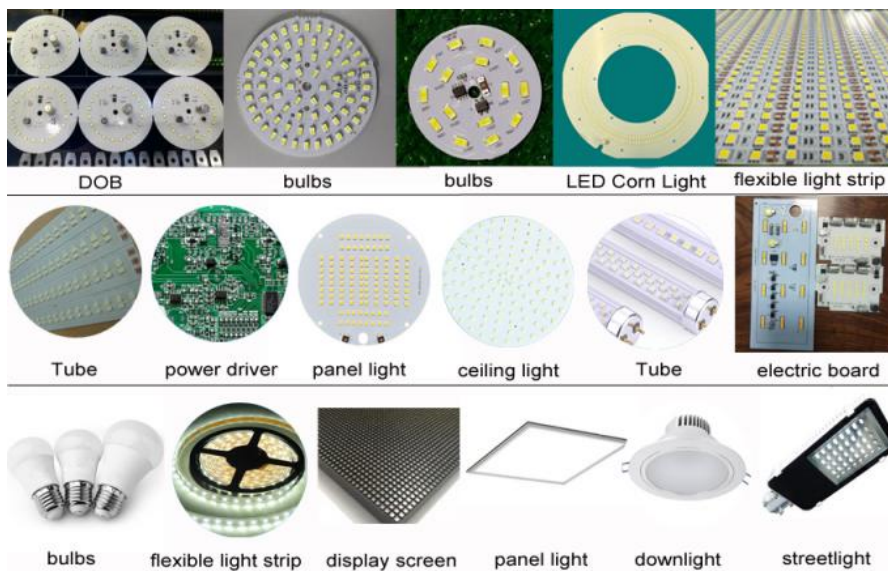 DOB bulbs bulbs LED Corn Light flexible light strip
Tube power driver panel light ceiling light Tube electric board
bulbs flexible light strip display screen panel light downlight streetlight